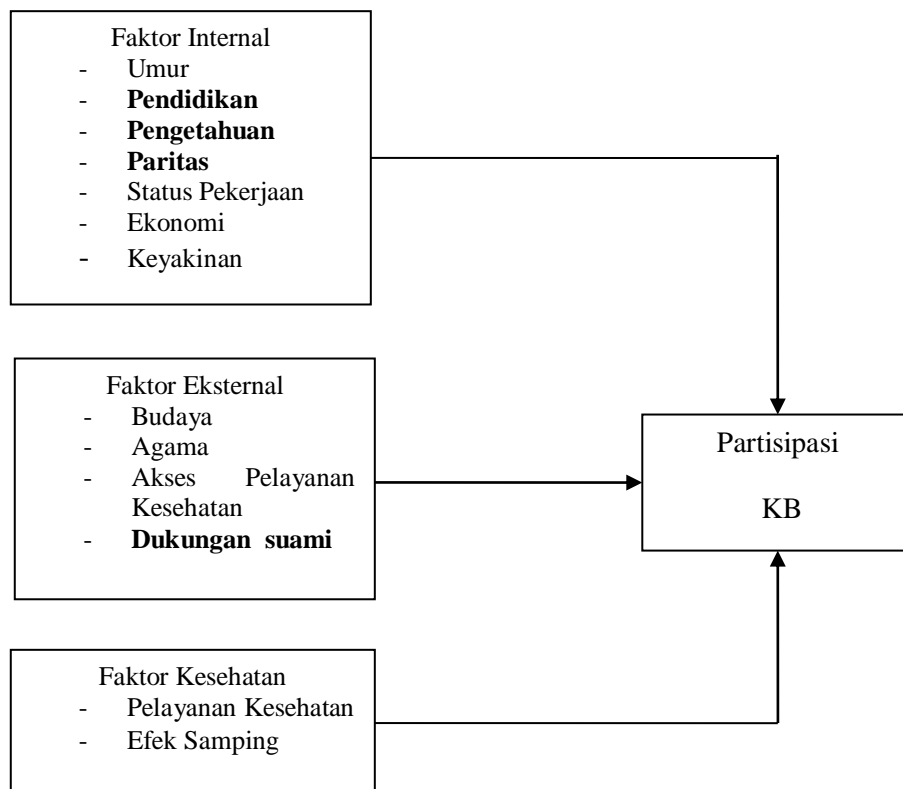 Faktor Internal
- Umur
- Pendidikan
- Pengetahuan
- Paritas
- Status Pekerjaan
- Ekonomi
- Keyakinan
Faktor Eksternal
- Budaya
- Agama
- Akses Pelayanan
Kesehatan
- Dukungan suami
Faktor Kesehatan
- Pelayanan Kesehatan
- Efek Samping
Partisipasi
KB